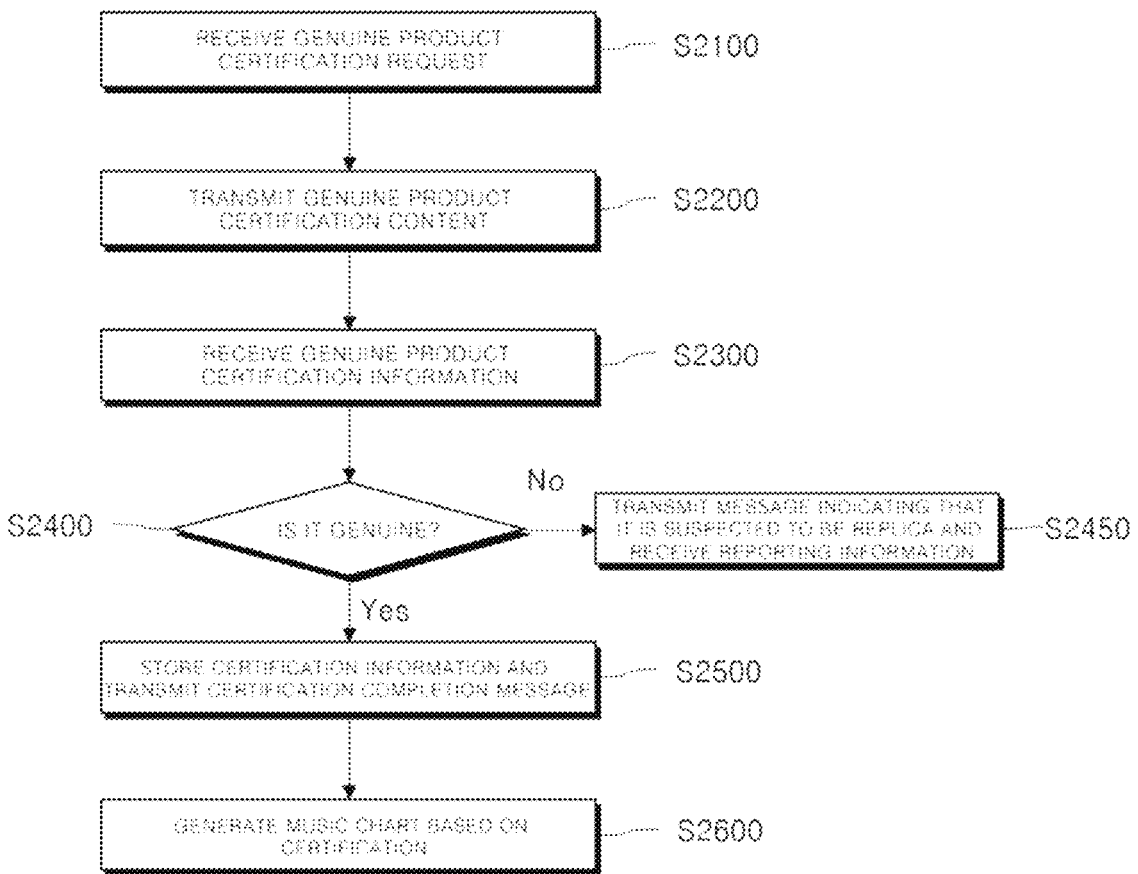 RECEIVE GENUINE PRODUCT
CERTIFICATION REQUEST
S2100
TRANSMIT GENUINE PRODUCT
CERTIFICATION CONTENT
S2200
RECEIVE GENUINE PRODUCT
CERTIFICATION INFORMATION
S2300
S2400
IS IT GENUINE?
No
TRANSMIT MESSAGE INDICATING THAT
IT IS SUSPECTED TO BE REPLICA AND
RECEIVE REPORTING INFORMATION
S2450
Yes
STORE CERTIFICATION INFORMATION AND
TRANSMIT CERTIFICATION COMPLETION MESSAGE
S2500
GENERATE MUSIC CHART BASED ON
CERTIFICATION
S2600